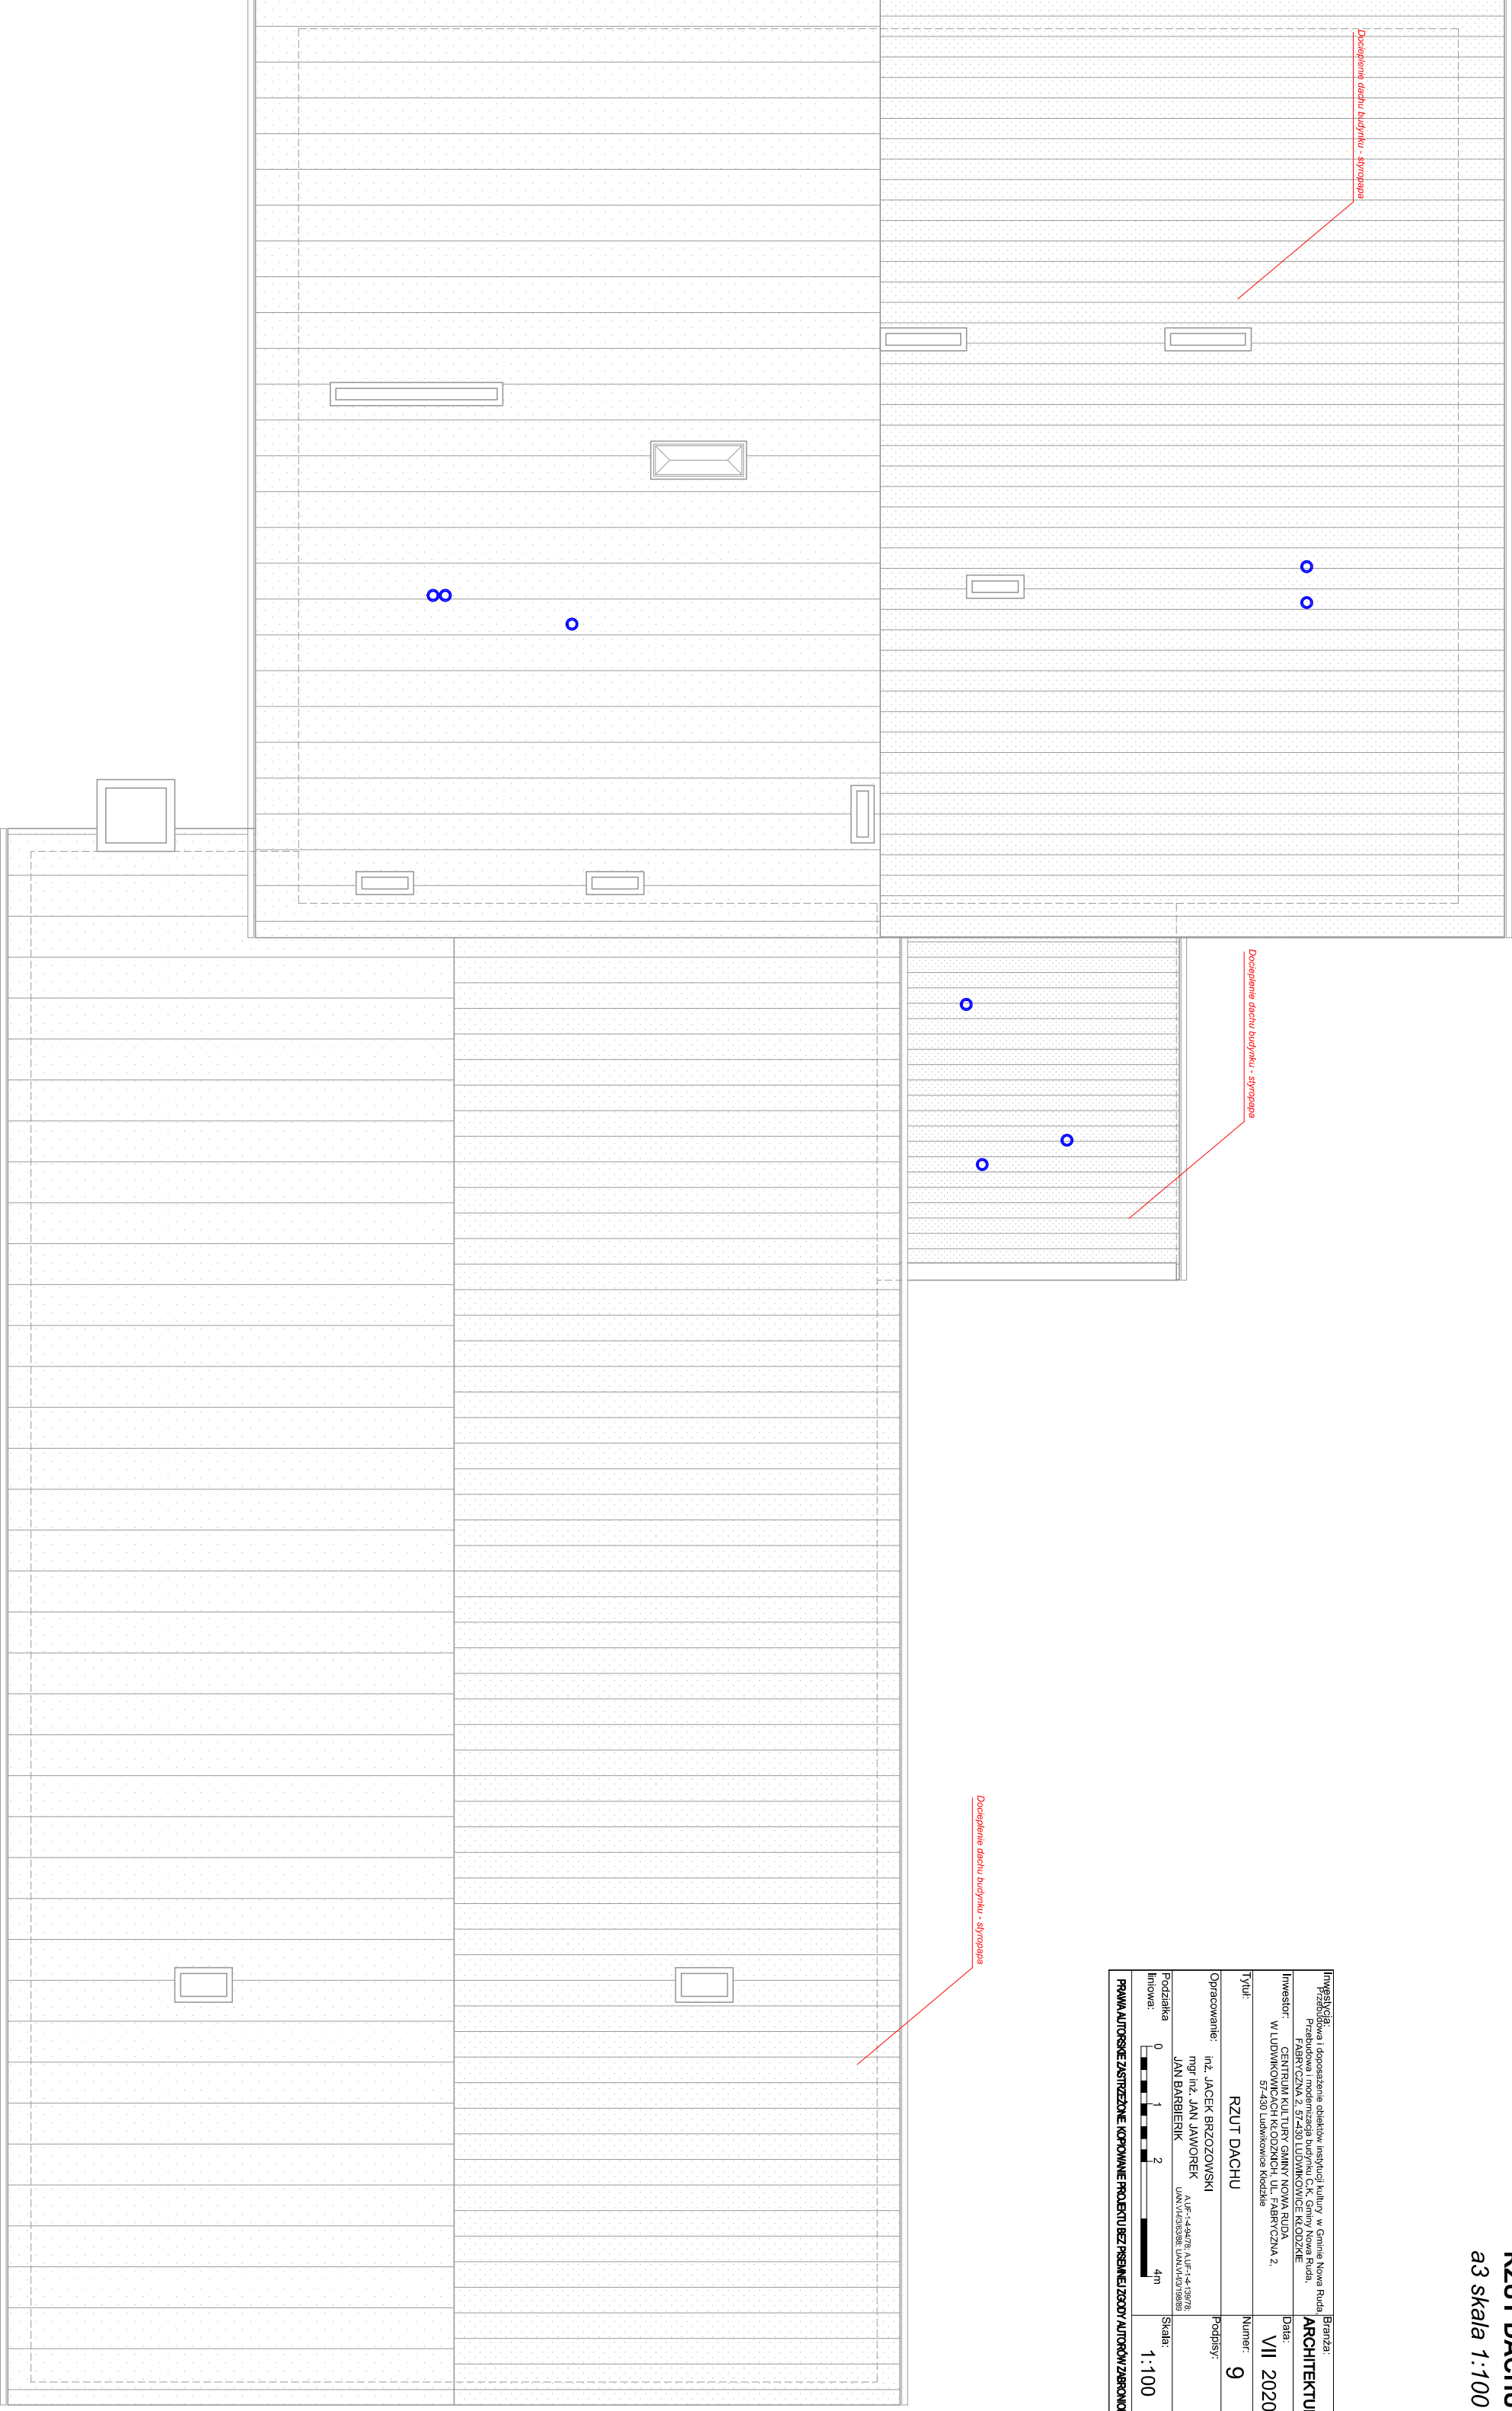 RZUT DACHU
a3 skala 1:100
Docieplenie dachu budynku - styropapa
Docieplenie dachu budynku - styropapa
Docieplenie dachu budynku - styropapa
Inwestycja:
Przebudowa i doposażenie obiektów instytucji kultury w Gminie Nowa Ruda,
Przebudowa i modernizacja budynku C.K. Gminy Nowa Ruda,
FABRYCZNA 2, 57-430 LUDWIKOWICE KŁODZKIE
Branża:
ARCHITEKTU
Inwestor:
CENTRUM KULTURY GMINY NOWA RUDA
W LUDWIKOWICACH KŁODZKICH, UL. FABRYCZNA 2,
57-430 Ludwikowice Kłodzkie
Data:
VII 2020
Tytuł:
RZUT DACHU
Numer:
9
Opracowanie:
inż. JACEK BRZOZOWSKI
mgr inż. JAN JAWOREK
JAN BARBIERIK
Podpisy:
Podziałka
liniowa:
0 1 2 4m
Skala:
1:100
PRAWA AUTORSKIE ZASTRZEŻONE. KOPIOWANIE PROJEKTU BEZ PISEMNEJ ZGODY AUTORÓW ZABRONIO